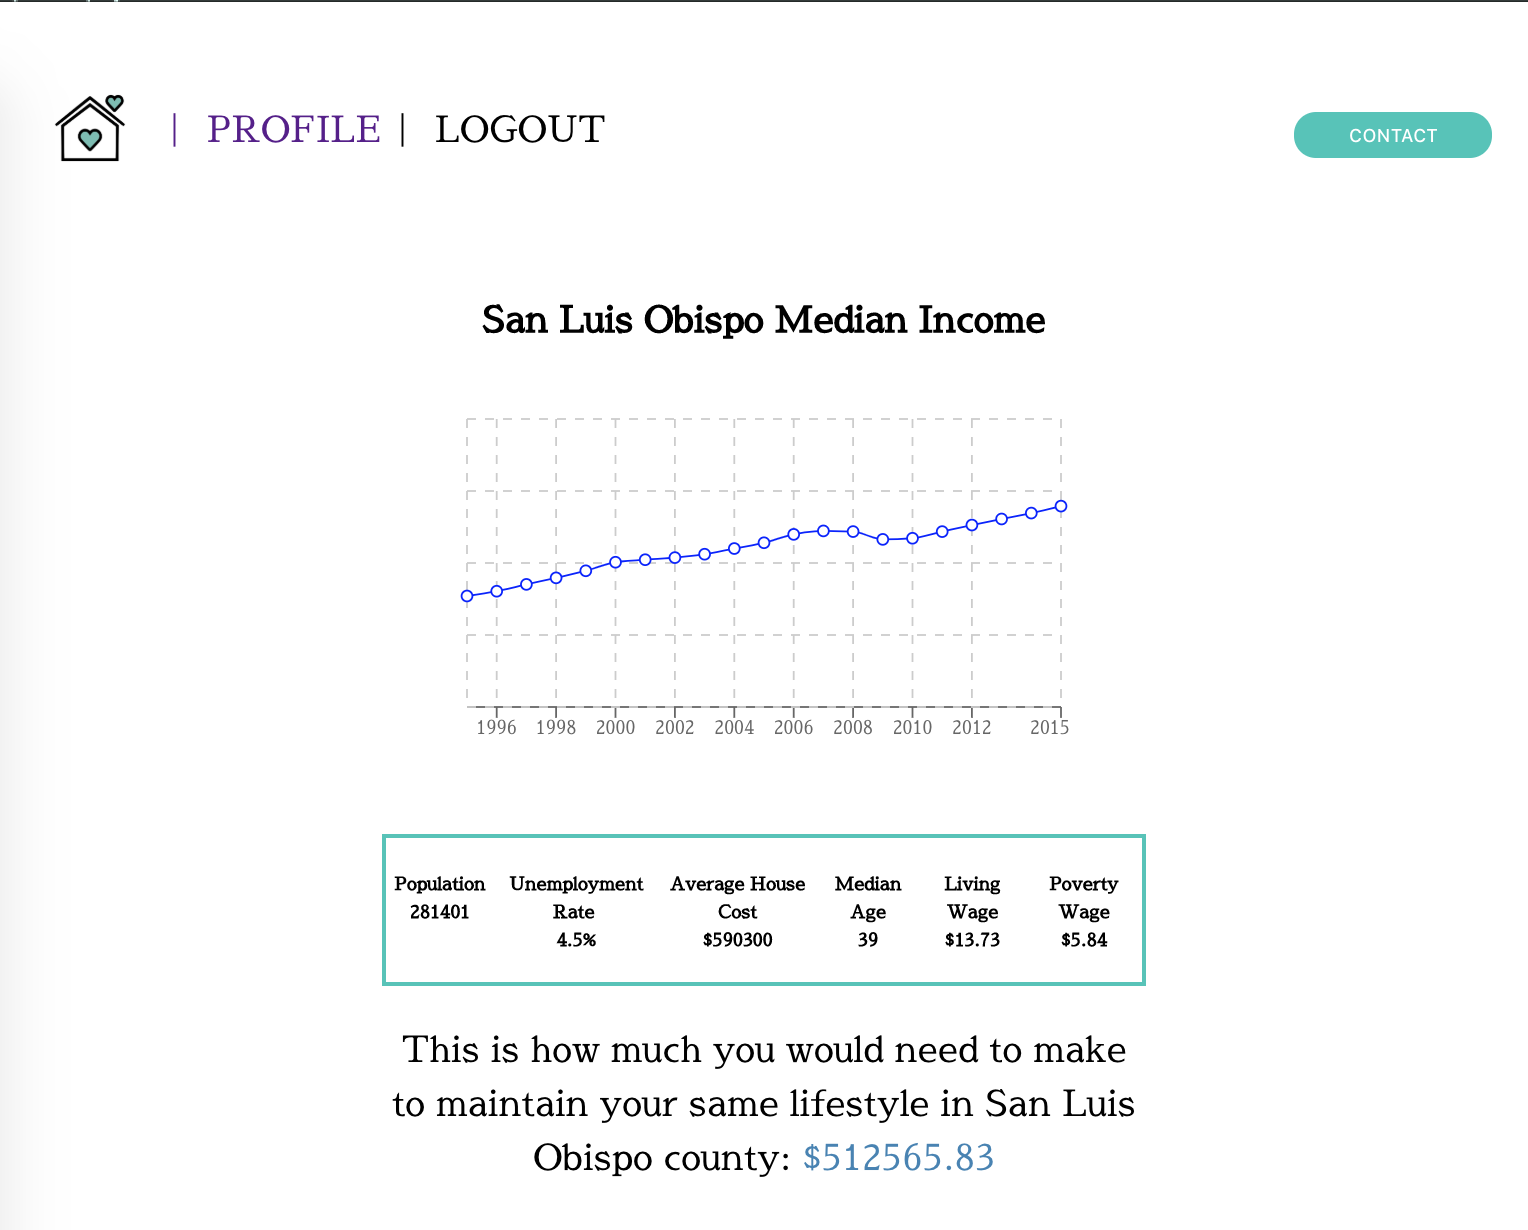 | PROFILE | LOGOUT
CONTACT
San Luis Obispo Median Income
1996 1998 2000 2002 2004 2006 2008 2010 2012 2015
Population Unemployment Average House Median Living Poverty
281401 Rate Cost Age Wage Wage
4.5% $590300 39 $13.73 $5.84
This is how much you would need to make
to maintain your same lifestyle in San Luis
Obispo county: $512565.83